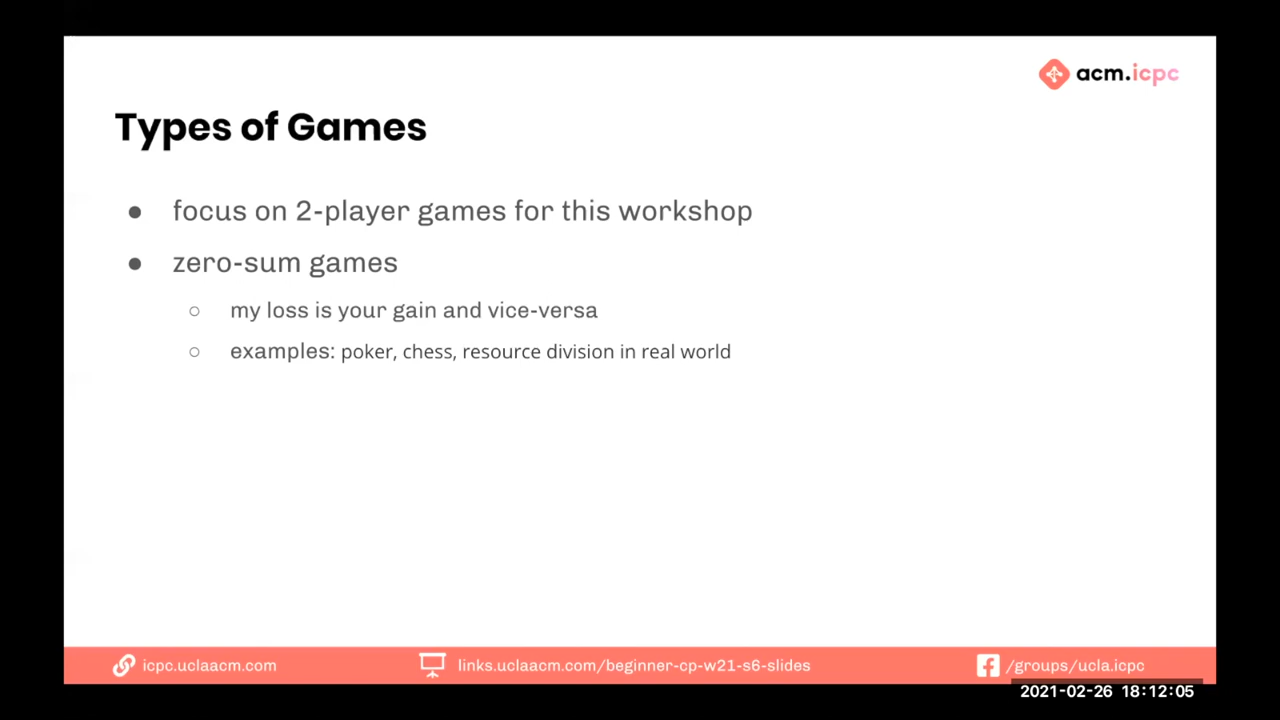 acm.icpc
Types of Games
● focus on 2-player games for this workshop
● zero-sum games
○ my loss is your gain and vice-versa
○ examples: poker, chess, resource division in real world
icpc.uclaacm.com
links.uclaacm.com/beginner-cp-w21-s6-slides
/groups/ucla.icpc
2021-02-26 18:12:05